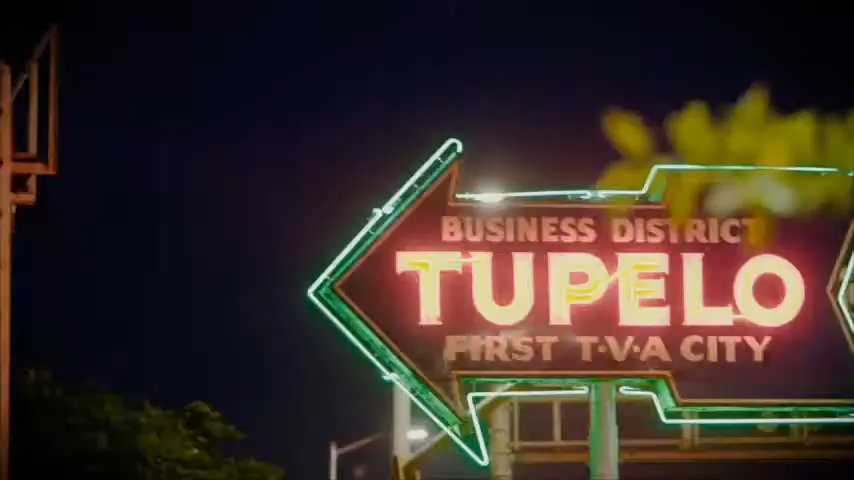 BUSINESS DISTRICT
TUPELO
FIRST T·V·A CITY